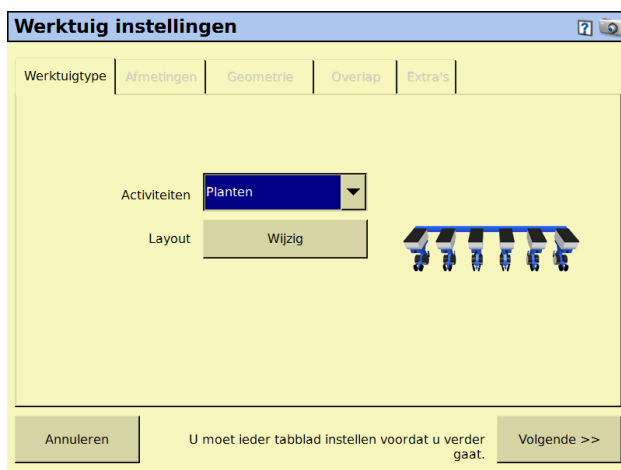 Werktuig instellingen
Werktuigtype Afmetingen Geometrie Overlap Extra's
Activiteiten Planten
Layout Wijzig
Annuleren U moet ieder tabblad instellen voordat u verder Volgende >>
gaat.